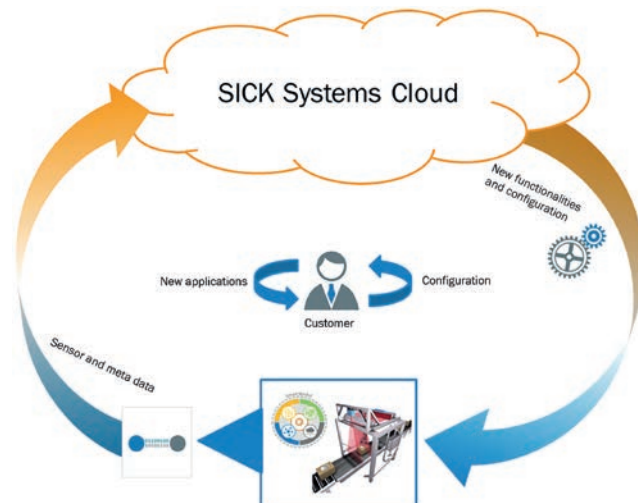 SICK Systems Cloud
New functionalities
and configuration
New applications
Configuration
Customer
Sensor and meta data